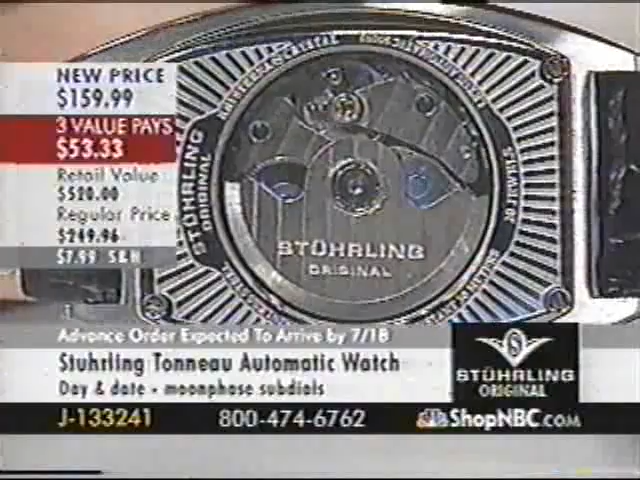 NEW PRICE
$159.99
3 VALUE PAYS
$53.33
Retail Value
$520.00
Regular Price
$249.96
$7.99 S&H
STÜHRLING
ORIGINAL
STÜHRLING
ORIGINAL
Advance Order Expected To Arrive by 7/18
Stuhrling Tonneau Automatic Watch
Day & date - moonphase subdials
STÜHRLING
ORIGINAL
J-133241 800-474-6762 ShopNBC.COM